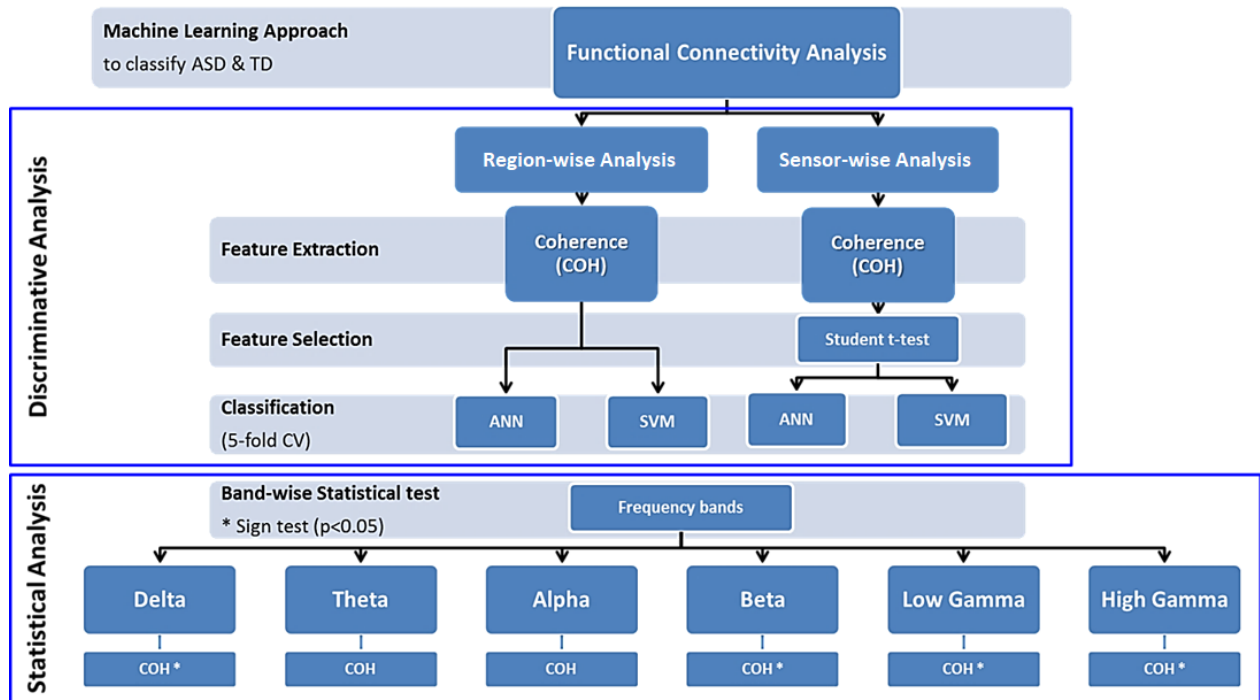 Machine Learning Approach
to classify ASD & TD
Functional Connectivity Analysis
Discriminative Analysis
Region-wise Analysis
Sensor-wise Analysis
Feature Extraction
Coherence
(COH)
Coherence
(COH)
Feature Selection
Student t-test
Classification
(5-fold CV)
ANN
SVM
ANN
SVM
Statistical Analysis
Band-wise Statistical test
* Sign test (p<0.05)
Frequency bands
Delta
Theta
Alpha
Beta
Low Gamma
High Gamma
COH *
COH
COH
COH *
COH *
COH *